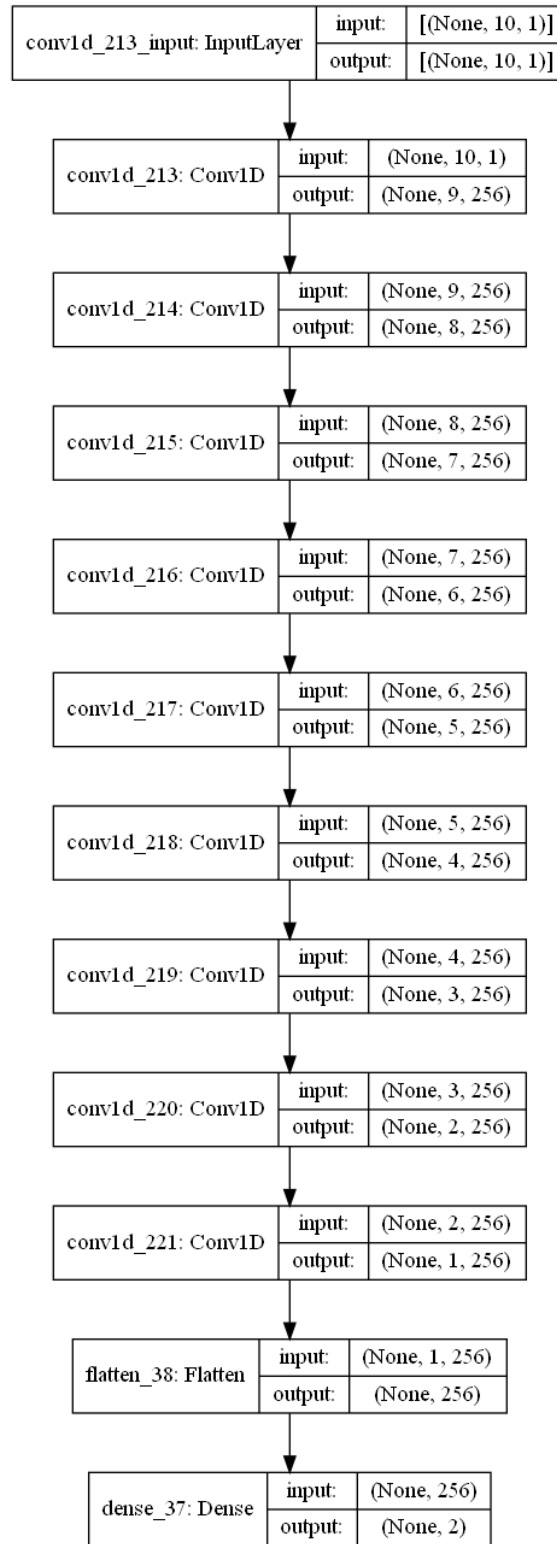 conv1d_213_input: InputLayer
input: [(None, 10, 1)]
output: [(None, 10, 1)]
conv1d_213: Conv1D
input: (None, 10, 1)
output: (None, 9, 256)
conv1d_214: Conv1D
input: (None, 9, 256)
output: (None, 8, 256)
conv1d_215: Conv1D
input: (None, 8, 256)
output: (None, 7, 256)
conv1d_216: Conv1D
input: (None, 7, 256)
output: (None, 6, 256)
conv1d_217: Conv1D
input: (None, 6, 256)
output: (None, 5, 256)
conv1d_218: Conv1D
input: (None, 5, 256)
output: (None, 4, 256)
conv1d_219: Conv1D
input: (None, 4, 256)
output: (None, 3, 256)
conv1d_220: Conv1D
input: (None, 3, 256)
output: (None, 2, 256)
conv1d_221: Conv1D
input: (None, 2, 256)
output: (None, 1, 256)
flatten_38: Flatten
input: (None, 1, 256)
output: (None, 256)
dense_37: Dense
input: (None, 256)
output: (None, 2)